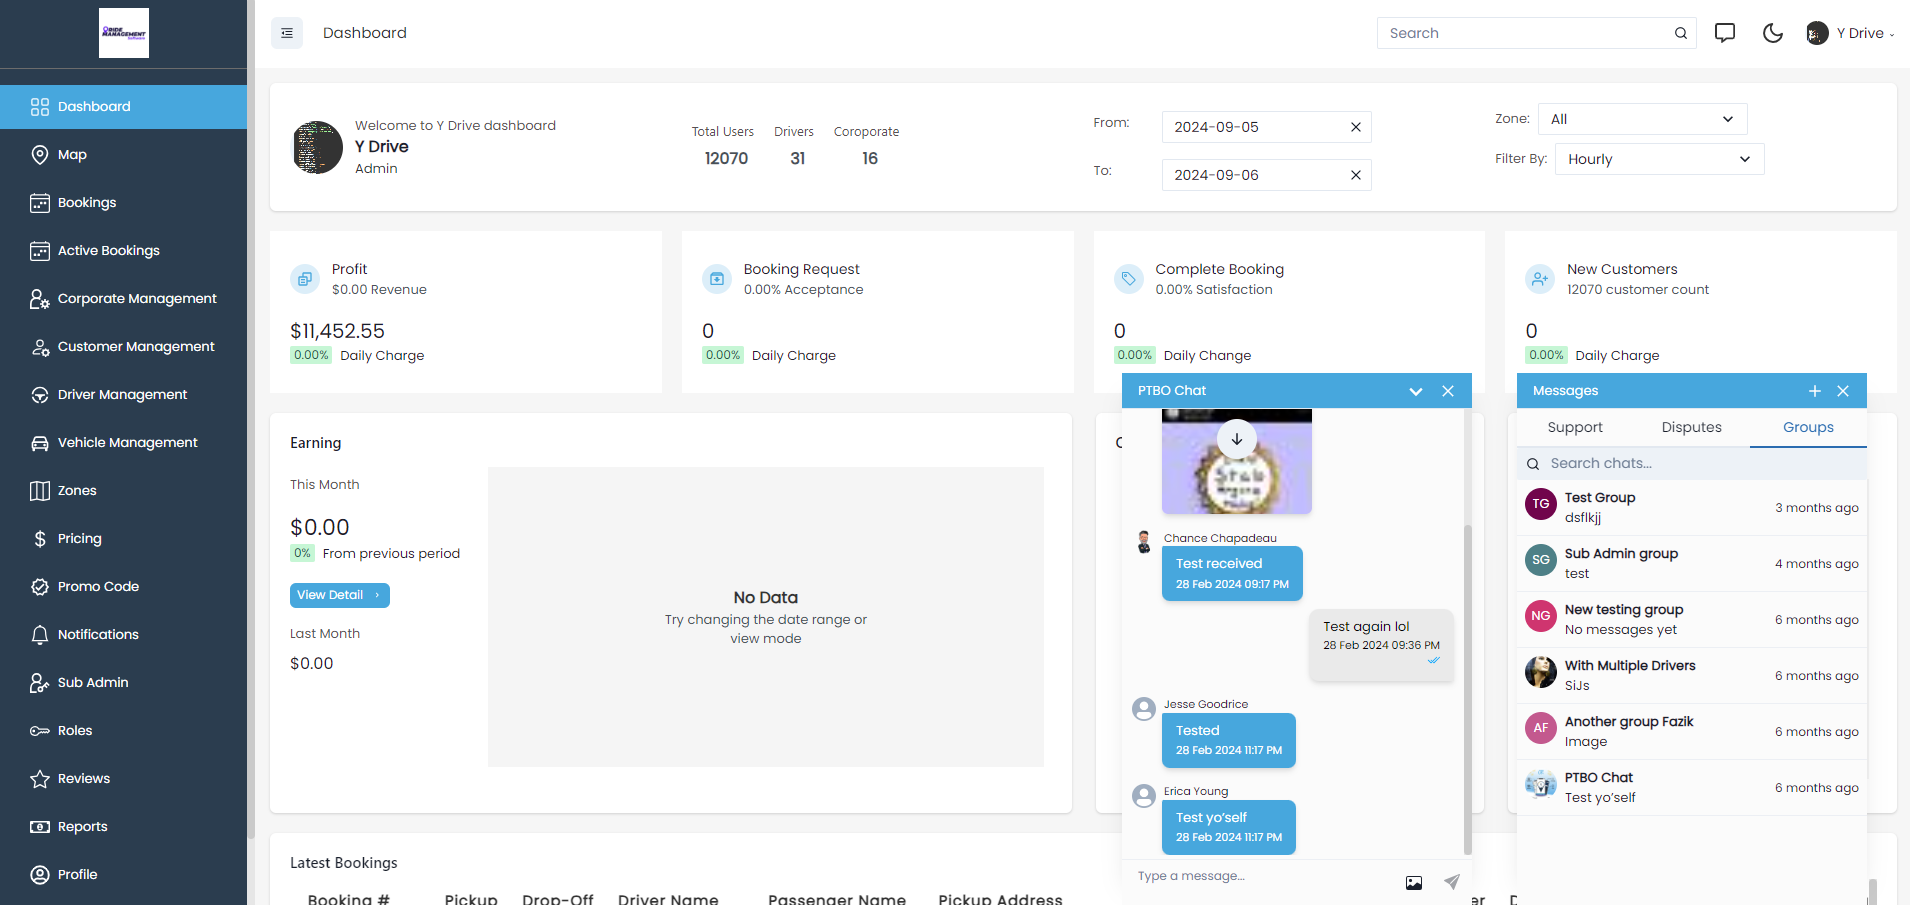 RIDE
MANAGEMENT
Software
Dashboard
Search
Y Drive
Dashboard
Map
Bookings
Active Bookings
Corporate Management
Customer Management
Driver Management
Vehicle Management
Zones
Pricing
Promo Code
Notifications
Sub Admin
Roles
Reviews
Reports
Profile
Welcome to Y Drive dashboard
Y Drive
Admin
Total Users
12070
Drivers
31
Coroporate
16
From:
2024-09-05
To:
2024-09-06
Zone:
All
Filter By:
Hourly
Profit
$0.00 Revenue
$11,452.55
0.00% Daily Charge
Booking Request
0.00% Acceptance
0
0.00% Daily Charge
Complete Booking
0.00% Satisfaction
0
0.00% Daily Change
New Customers
12070 customer count
0
0.00% Daily Charge
Earning
This Month
$0.00
0% From previous period
View Detail
Last Month
$0.00
No Data
Try changing the date range or
view mode
Latest Bookings
Booking # Pickup Drop-Off Driver Name Passenger Name Pickup Address
PTBO Chat
Chance Chapadeau
Test received
28 Feb 2024 09:17 PM
Test again lol
28 Feb 2024 09:36 PM
Jesse Goodrice
Tested
28 Feb 2024 11:17 PM
Erica Young
Test yo'self
28 Feb 2024 11:17 PM
Type a message...
Messages
Support Disputes Groups
Search chats...
TG
Test Group
dsflkjj
3 months ago
SG
Sub Admin group
test
4 months ago
NG
New testing group
No messages yet
6 months ago
With Multiple Drivers
SiJs
6 months ago
AF
Another group Fazik
Image
6 months ago
PTBO Chat
Test yo'self
6 months ago